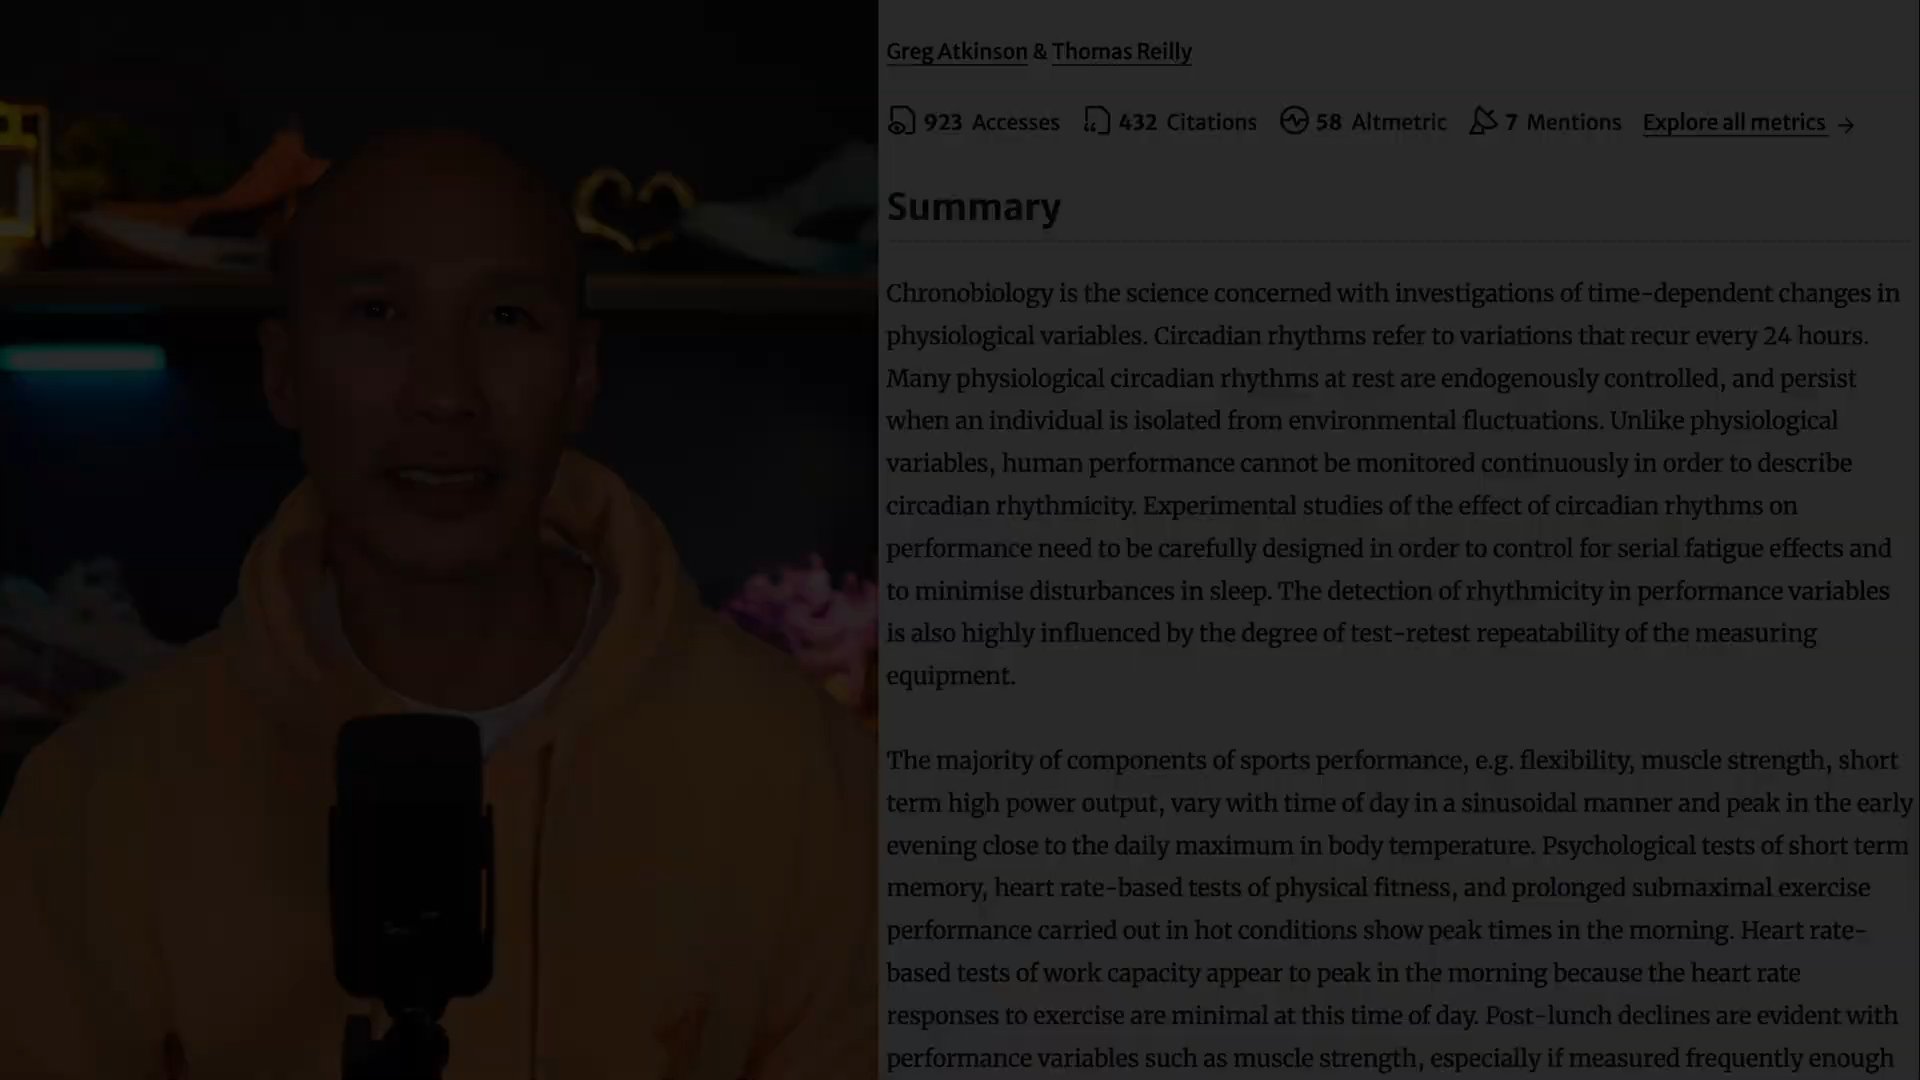 Greg Atkinson & Thomas Reilly
923 Accesses 432 Citations 58 Altmetric 7 Mentions Explore all metrics →
Summary
Chronobiology is the science concerned with investigations of time-dependent changes in
physiological variables. Circadian rhythms refer to variations that recur every 24 hours.
Many physiological circadian rhythms at rest are endogenously controlled, and persist
when an individual is isolated from environmental fluctuations. Unlike physiological
variables, human performance cannot be monitored continuously in order to describe
circadian rhythmicity. Experimental studies of the effect of circadian rhythms on
performance need to be carefully designed in order to control for serial fatigue effects and
to minimise disturbances in sleep. The detection of rhythmicity in performance variables
is also highly influenced by the degree of test-retest repeatability of the measuring
equipment.
The majority of components of sports performance, e.g. flexibility, muscle strength, short
term high power output, vary with time of day in a sinusoidal manner and peak in the early
evening close to the daily maximum in body temperature. Psychological tests of short term
memory, heart rate-based tests of physical fitness, and prolonged submaximal exercise
performance carried out in hot conditions show peak times in the morning. Heart rate-
based tests of work capacity appear to peak in the morning because the heart rate
responses to exercise are minimal at this time of day. Post-lunch declines are evident with
performance variables such as muscle strength, especially if measured frequently enough